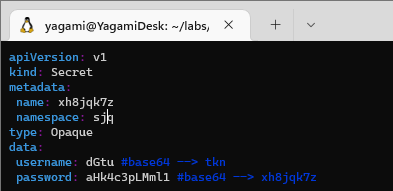 yagami@YagamiDesk: ~/labs/
apiVersion: v1
kind: Secret
metadata:
 name: xh8jqk7z
 namespace: sjq
type: Opaque
data:
 username: dGtu #base64 --> tkn
 password: aHk4c3pLMml1 #base64 --> xh8jqk7z